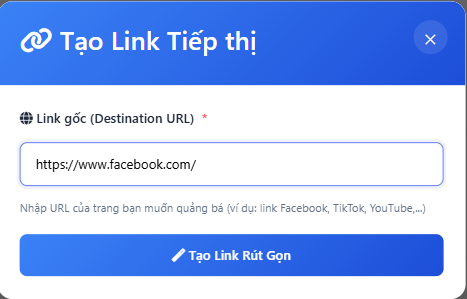 Tạo Link Tiếp thị
Link gốc (Destination URL) *
https://www.facebook.com/
Nhập URL của trang bạn muốn quảng bá (ví dụ: link Facebook, TikTok, YouTube,...)
Tạo Link Rút Gọn